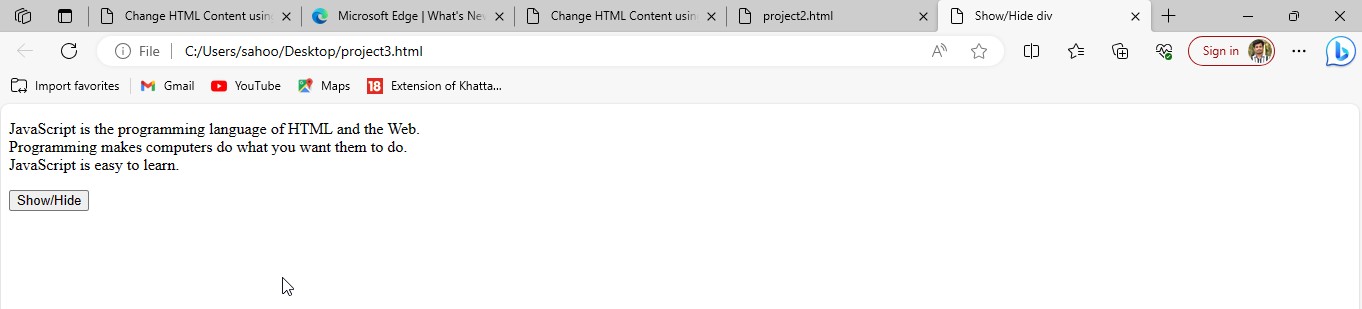 Change HTML Content usin
Microsoft Edge | What's Ne
Change HTML Content usin
project2.html
Show/Hide div
File
C:/Users/sahoo/Desktop/project3.html
A
Sign in
Import favorites
Gmail
YouTube
Maps
18
Extension of Khatta...
JavaScript is the programming language of HTML and the Web.
Programming makes computers do what you want them to do.
JavaScript is easy to learn.
Show/Hide